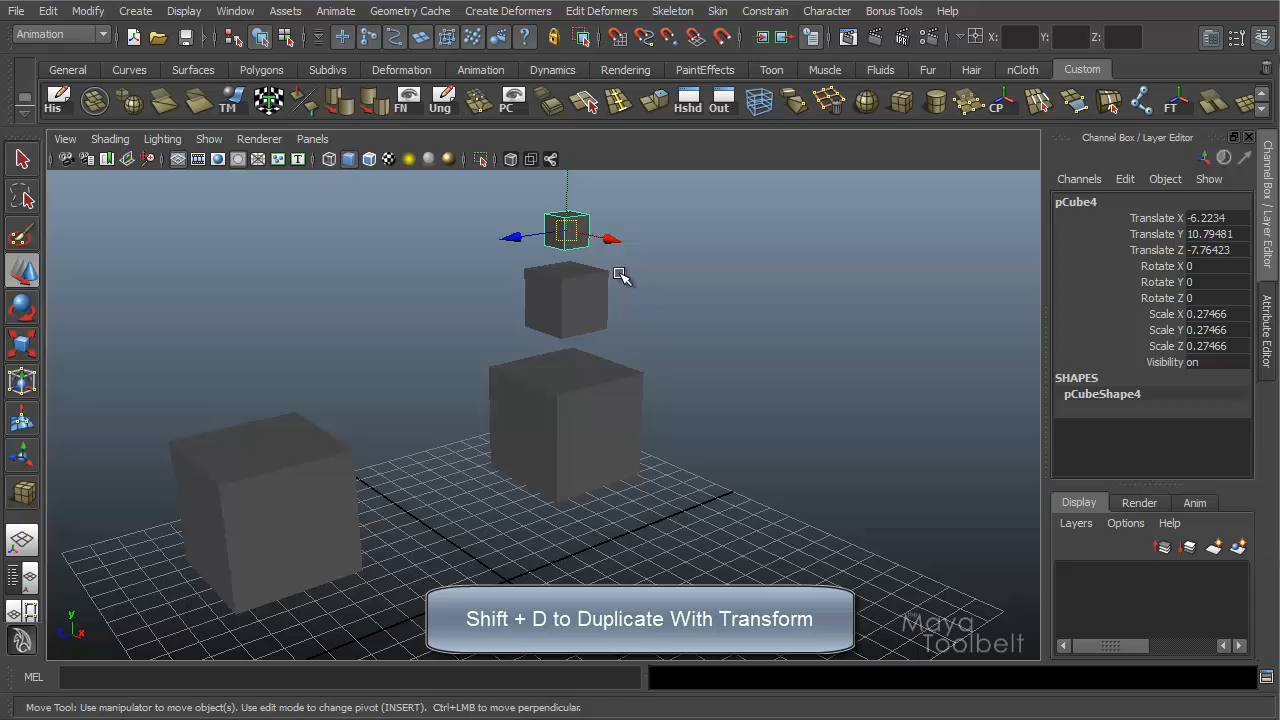 File Edit Modify Create Display Window Assets Animate Geometry Cache Create Deformers Edit Deformers Skeleton Skin Constrain Character Bonus Tools Help
Animation X: Y: Z:
General Curves Surfaces Polygons Subdivs Deformation Animation Dynamics Rendering PaintEffects Toon Muscle Fluids Fur Hair nCloth Custom
His TM FN Ung PC Hshd Out CP FT
View Shading Lighting Show Renderer Panels
Channel Box / Layer Editor
Channels Edit Object Show
pCube4
Translate X -6.2234
Translate Y 10.79481
Translate Z -7.76423
Rotate X 0
Rotate Y 0
Rotate Z 0
Scale X 0.27466
Scale Y 0.27466
Scale Z 0.27466
Visibility on
SHAPES
pCubeShape4
Display Render Anim
Layers Options Help
Channel Box / Layer Editor
Attribute Editor
y
z x
Shift + D to Duplicate With Transform
The
Maya
Toolbelt
MEL
Move Tool: Use manipulator to move object(s). Use edit mode to change pivot (INSERT). Ctrl+LMB to move perpendicular.